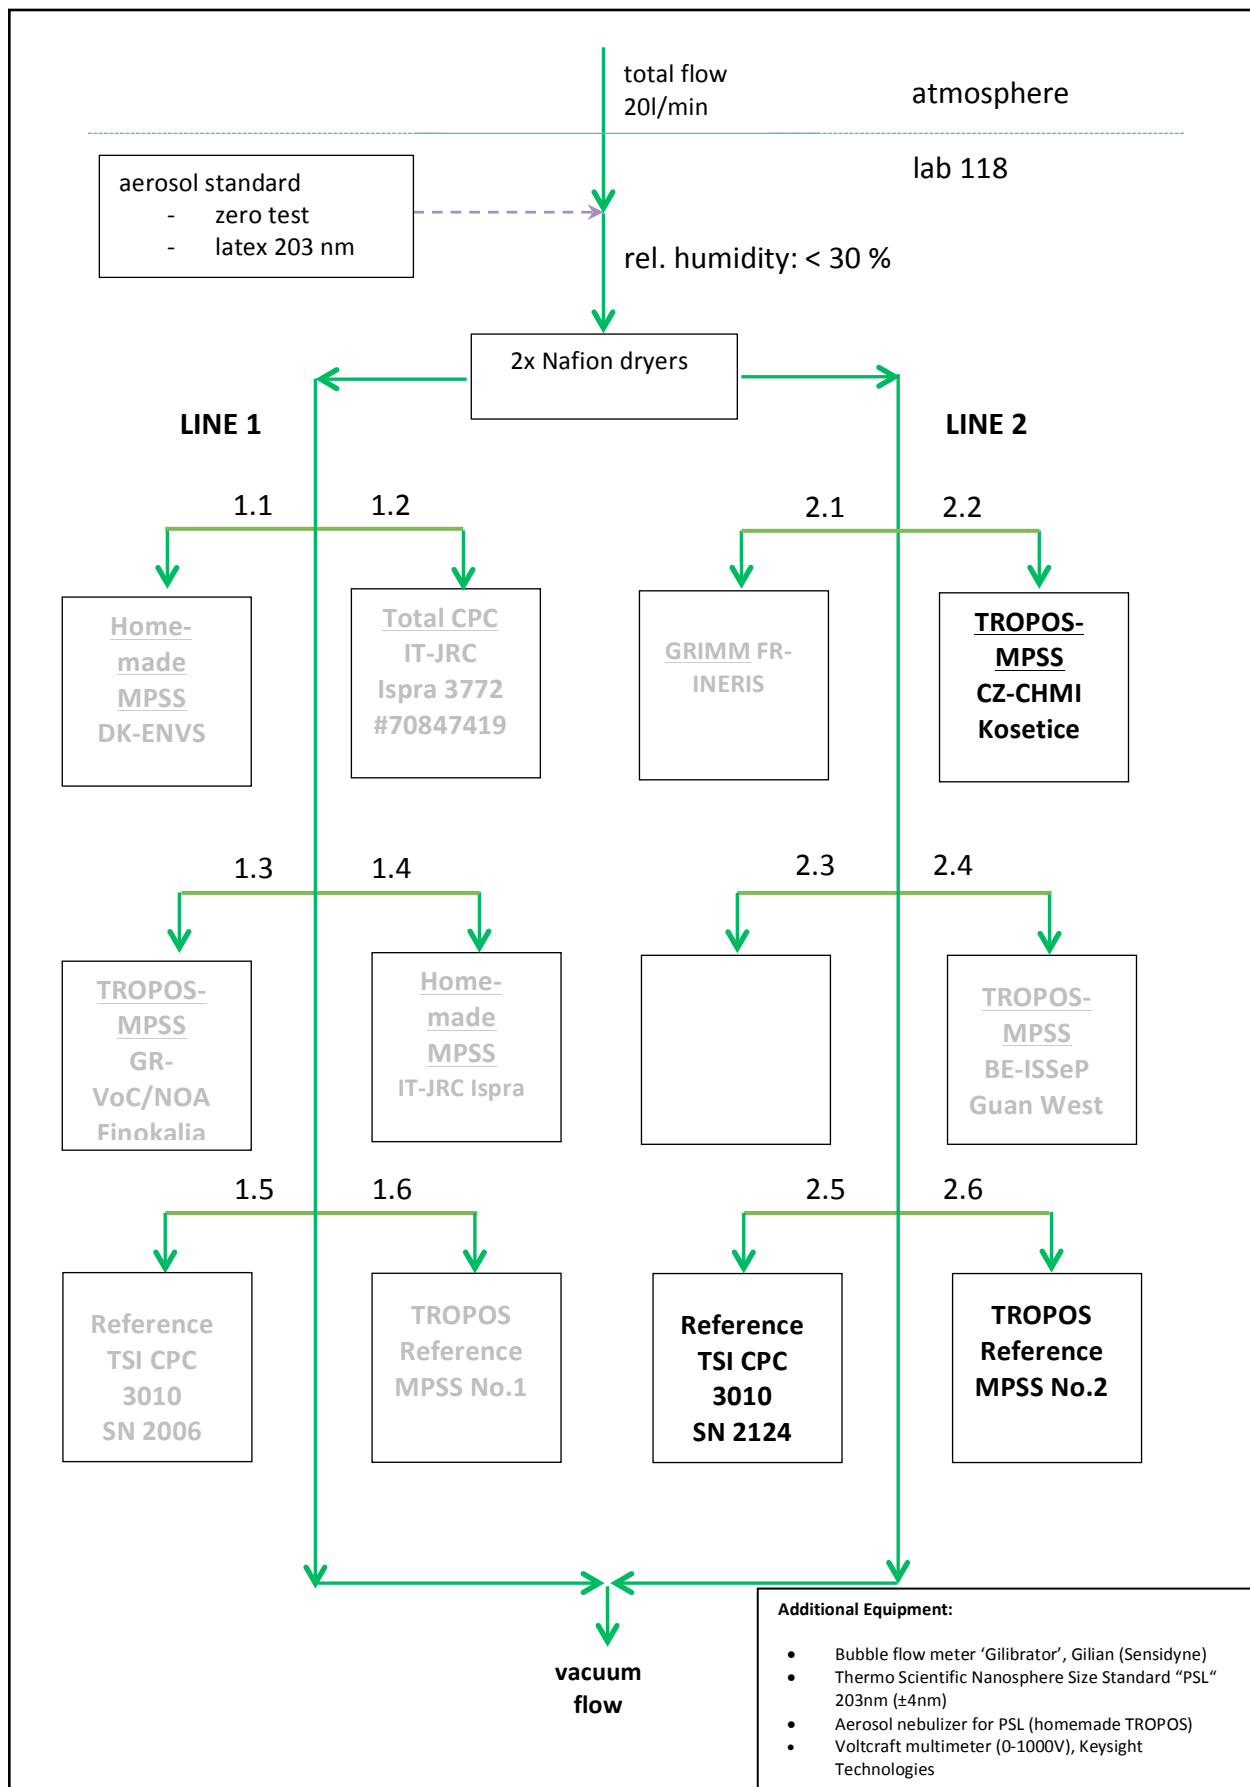 total flow
20l/min
atmosphere
lab 118
aerosol standard
- zero test
- latex 203 nm
rel. humidity: < 30 %
2x Nafion dryers
LINE 1
LINE 2
1.1
1.2
2.1
2.2
Home-
made
MPSS
DK-ENVS
Total CPC
IT-JRC
Ispra 3772
#70847419
GRIMM FR-
INERIS
TROPOS-
MPSS
CZ-CHMI
Kosetice
1.3
1.4
2.3
2.4
TROPOS-
MPSS
GR-
VoC/NOA
Finokalia
Home-
made
MPSS
IT-JRC Ispra
TROPOS-
MPSS
BE-ISSeP
Guan West
1.5
1.6
2.5
2.6
Reference
TSI CPC
3010
SN 2006
TROPOS
Reference
MPSS No.1
Reference
TSI CPC
3010
SN 2124
TROPOS
Reference
MPSS No.2
vacuum
flow
Additional Equipment:
• Bubble flow meter ‘Gilibrator’, Gilian (Sensidyne)
• Thermo Scientific Nanosphere Size Standard “PSL“
203nm (±4nm)
• Aerosol nebulizer for PSL (homemade TROPOS)
• Voltcraft multimeter (0-1000V), Keysight
Technologies